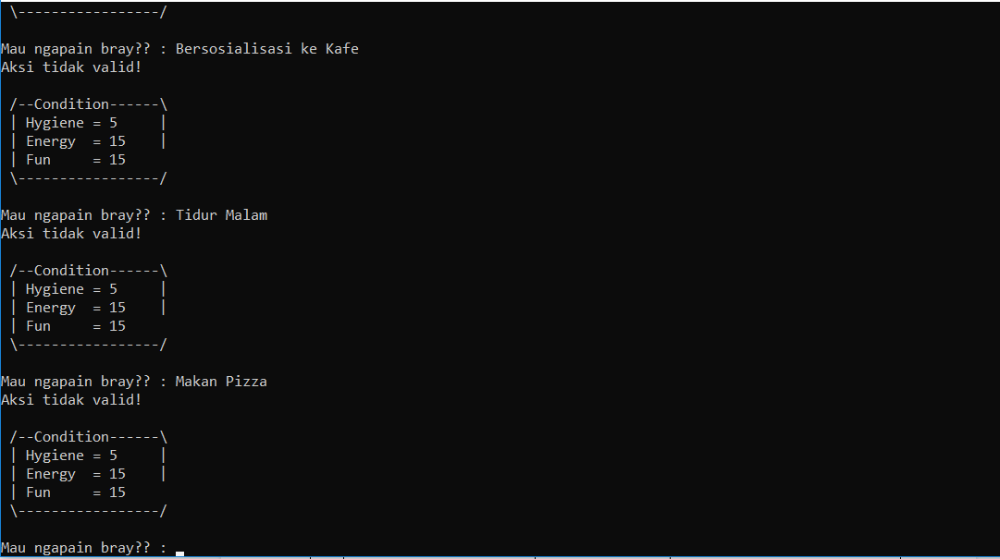 \-----------------/
Mau ngapain bray?? : Bersosialisasi ke Kafe
Aksi tidak valid!
/--Condition------\
| Hygiene = 5     |
| Energy  = 15    |
| Fun     = 15
\-----------------/
Mau ngapain bray?? : Tidur Malam
Aksi tidak valid!
/--Condition------\
| Hygiene = 5     |
| Energy  = 15    |
| Fun     = 15
\-----------------/
Mau ngapain bray?? : Makan Pizza
Aksi tidak valid!
/--Condition------\
| Hygiene = 5     |
| Energy  = 15    |
| Fun     = 15
\-----------------/
Mau ngapain bray?? :